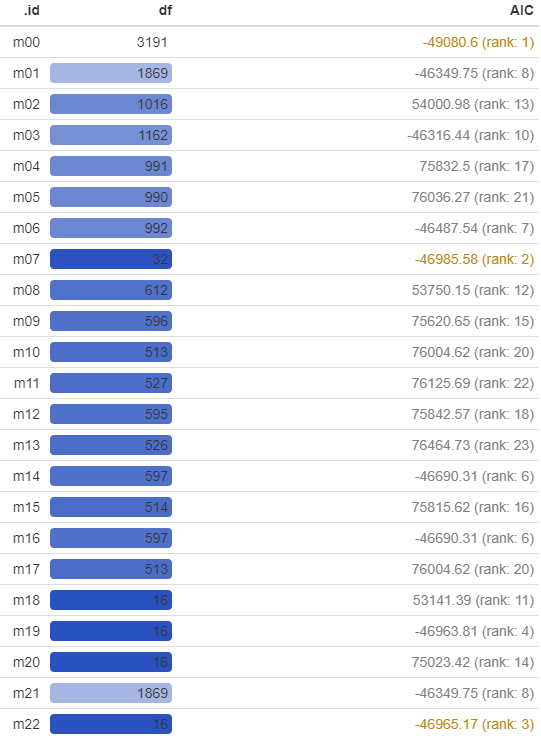 .id df AIC
m00 3191 -49080.6 (rank: 1)
m01 1869 -46349.75 (rank: 8)
m02 1016 54000.98 (rank: 13)
m03 1162 -46316.44 (rank: 10)
m04 991 75832.5 (rank: 17)
m05 990 76036.27 (rank: 21)
m06 992 -46487.54 (rank: 7)
m07 32 -46985.58 (rank: 2)
m08 612 53750.15 (rank: 12)
m09 596 75620.65 (rank: 15)
m10 513 76004.62 (rank: 20)
m11 527 76125.69 (rank: 22)
m12 595 75842.57 (rank: 18)
m13 526 76464.73 (rank: 23)
m14 597 -46690.31 (rank: 6)
m15 514 75815.62 (rank: 16)
m16 597 -46690.31 (rank: 6)
m17 513 76004.62 (rank: 20)
m18 16 53141.39 (rank: 11)
m19 16 -46963.81 (rank: 4)
m20 16 75023.42 (rank: 14)
m21 1869 -46349.75 (rank: 8)
m22 16 -46965.17 (rank: 3)